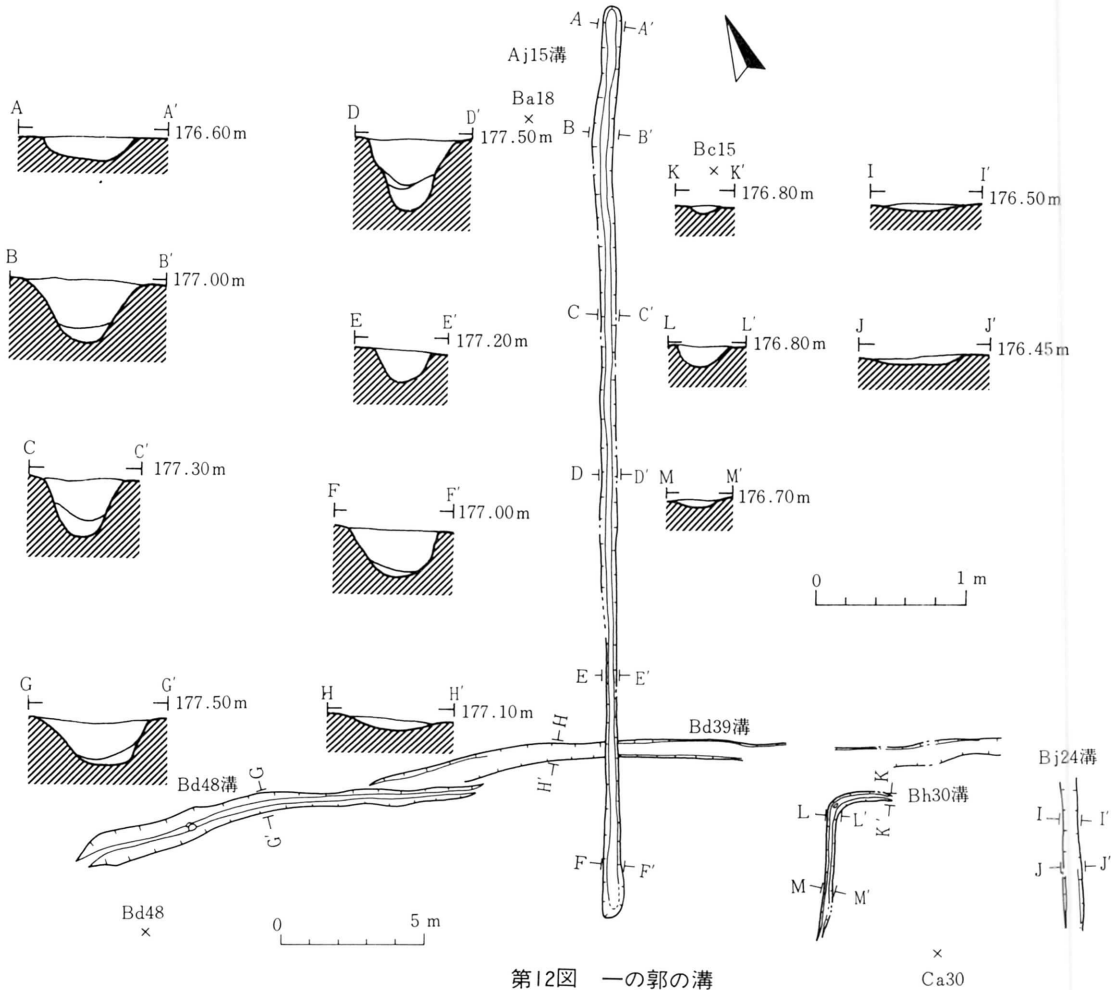 A A'
Aj15溝
Ba18
×
B B'
C C'
D D'
E E'
F F'
A A'
176.60m
B B'
177.00m
C C'
177.30m
D D'
177.50m
E E'
177.20m
F F'
177.00m
G G'
177.50m
H H'
177.10m
Bc15
×
K K'
176.80m
I I'
176.50m
L L'
176.80m
J J'
176.45m
M M'
176.70m
0 1 m
Bd39溝
H
H'
Bd48溝
G
G'
Bj24溝
Bh30溝
K
K'
L L'
M M'
I I'
J J'
Bd48
×
0 5 m
×
Ca30
第12図 一の郭の溝